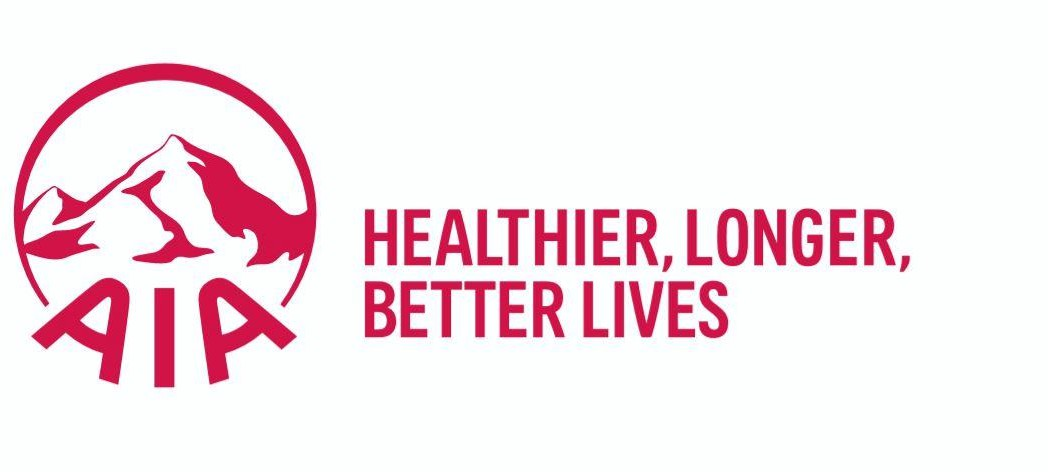 AIA
HEALTHIER, LONGER,
BETTER LIVES